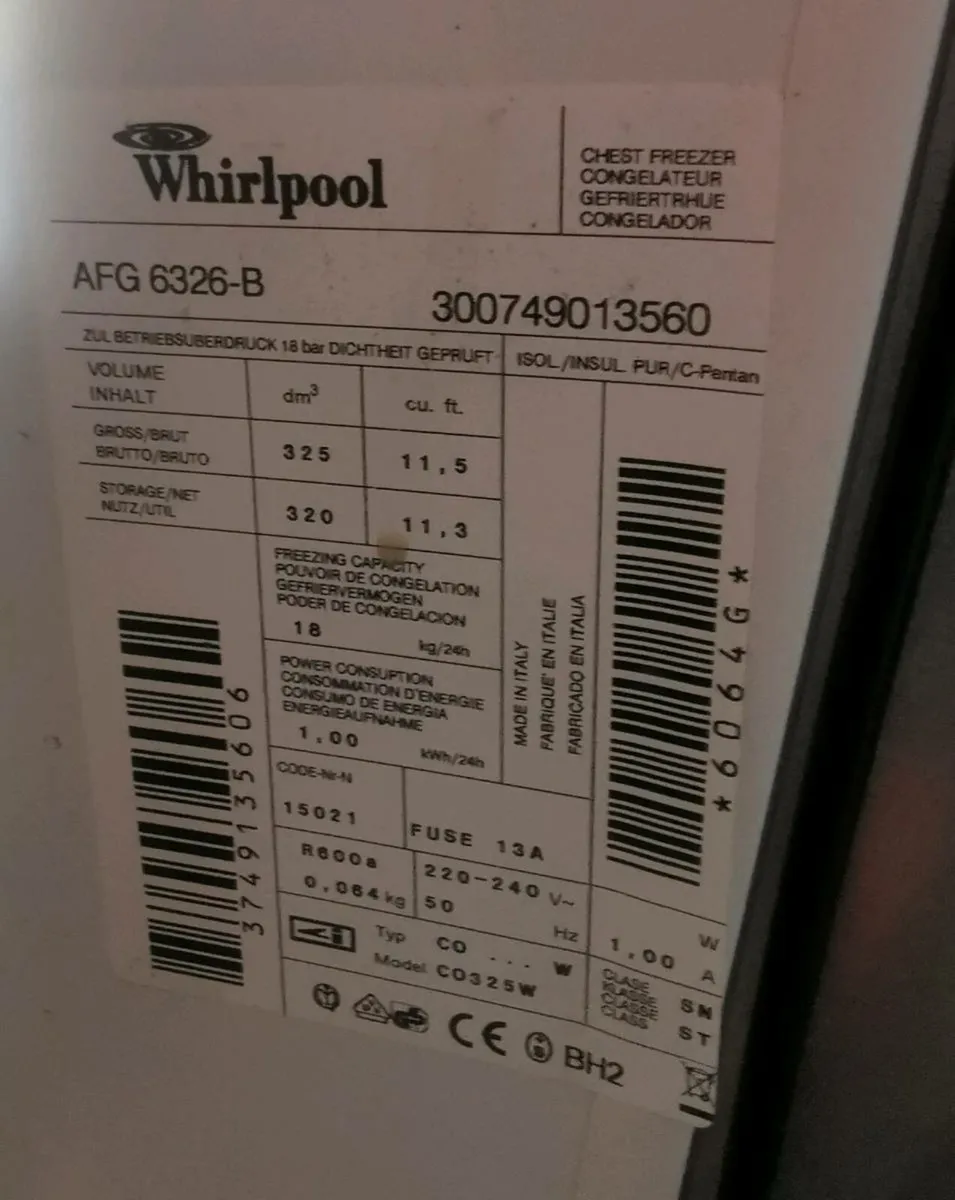 Whirlpool
CHEST FREEZER
CONGELATEUR
GEFRIERTRHUE
CONGELADOR
AFG 6326-B
300749013560
ZUL BETRIEBSUBERDRUCK 18 bar DICHTHEIT GEPRUFT
ISOL./INSUL. PUR/C-Pentan
VOLUME
INHALT
dm³
cu. ft.
GROSS/BRUT
BRUTTO/BRUTO
325
11,5
STORAGE/NET
NUTZ/UTIL
320
11,3
FREEZING CAPACITY
POUVOIR DE CONGELATION
GEFRIERVERMOGEN
PODER DE CONGELACION
18
kg/24h
POWER CONSUPTION
CONSOMMATION D'ENERGIE
CONSUMO DE ENERGIA
ENERGIEAUFNAHME
1.00
kWh/24h
MADE IN ITALY
FABRIQUE' EN ITALIE
FABRICADO EN ITALIA
*6064G*
3749135606
CODE-Nr-N
15021
FUSE 13A
R600a
0,064 kg
220-240 V~
50 Hz
W
1.00 A
Typ CO ... W
Model CO325W
CLASE
KLASSE
CLASSE
CLASS
SN
ST
CE
BH2